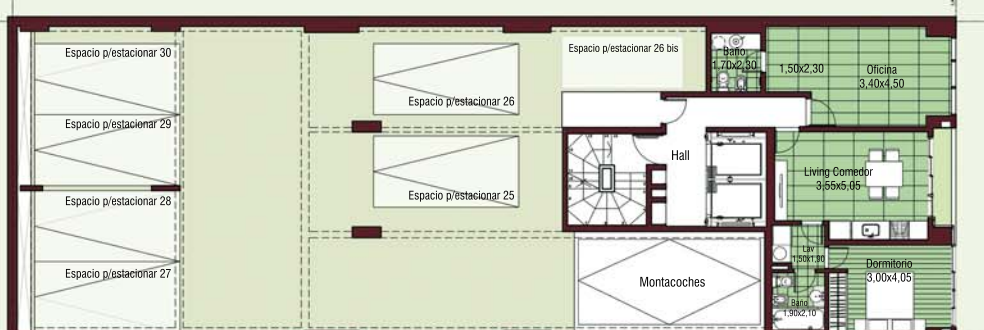 Espacio p/estacionar 30
Espacio p/estacionar 29
Espacio p/estacionar 28
Espacio p/estacionar 27
Espacio p/estacionar 26
Espacio p/estacionar 25
Espacio p/estacionar 26 bis
Hall
Montacoches
Baño
1,70x2,30
1,50x2,30
Oficina
3,40x4,50
Living Comedor
3,55x5,05
Lav
1,50x1,90
Dormitorio
3,00x4,05
Baño
1,90x2,10